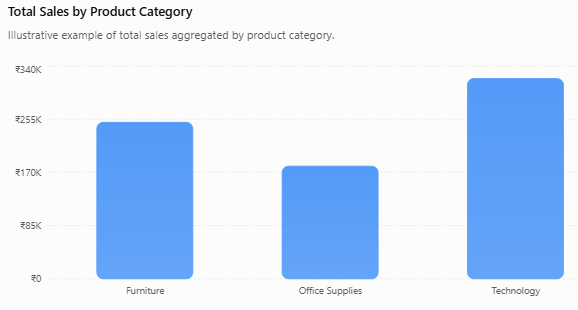 Total Sales by Product Category
Illustrative example of total sales aggregated by product category.
₹340K
₹255K
₹170K
₹85K
₹0
Furniture
Office Supplies
Technology